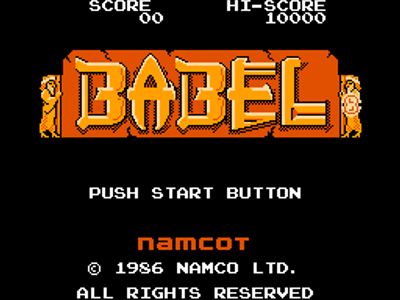 SCORE HI-SCORE
00 10000
BABEL
PUSH START BUTTON
namcoT
© 1986 NAMCO LTD.
ALL RIGHTS RESERVED